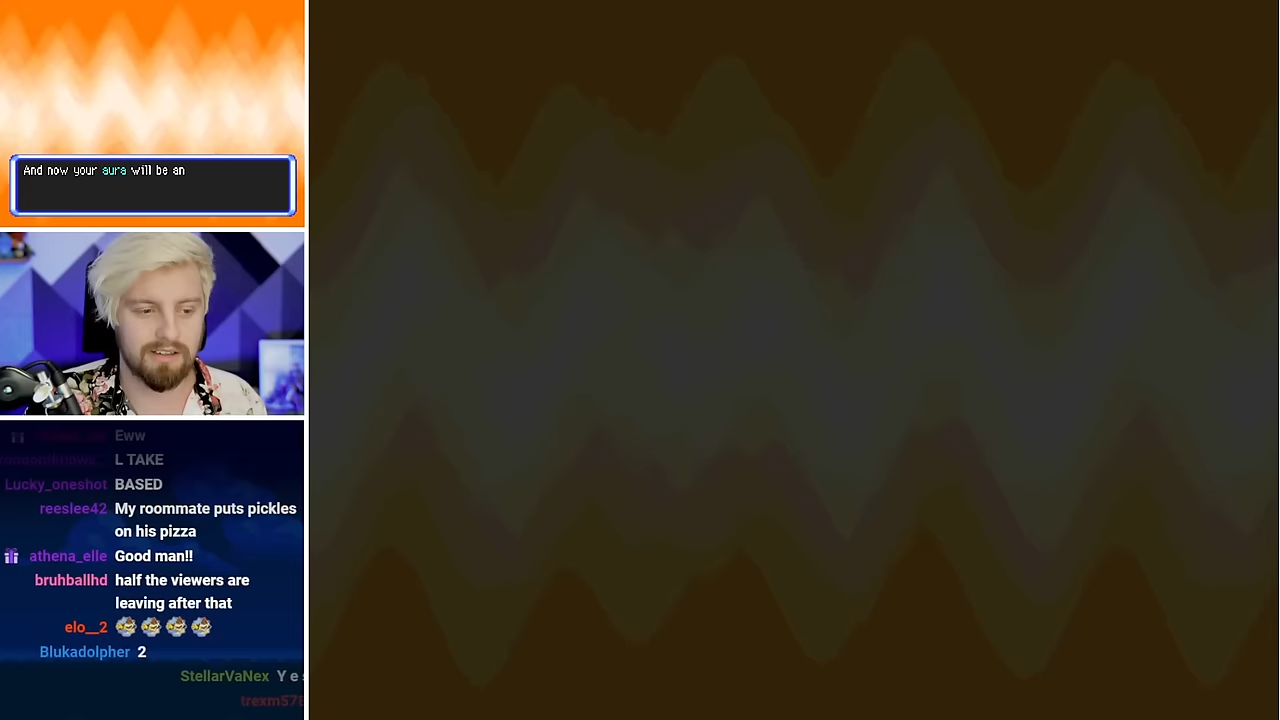 And now your aura will be an
Eww
L TAKE
Lucky_oneshot BASED
reeslee42 My roommate puts pickles
on his pizza
athena_elle Good man!!
bruhballhd half the viewers are
leaving after that
elo__2
Blukadolpher 2
StellarVaNex Y e s
trexm578